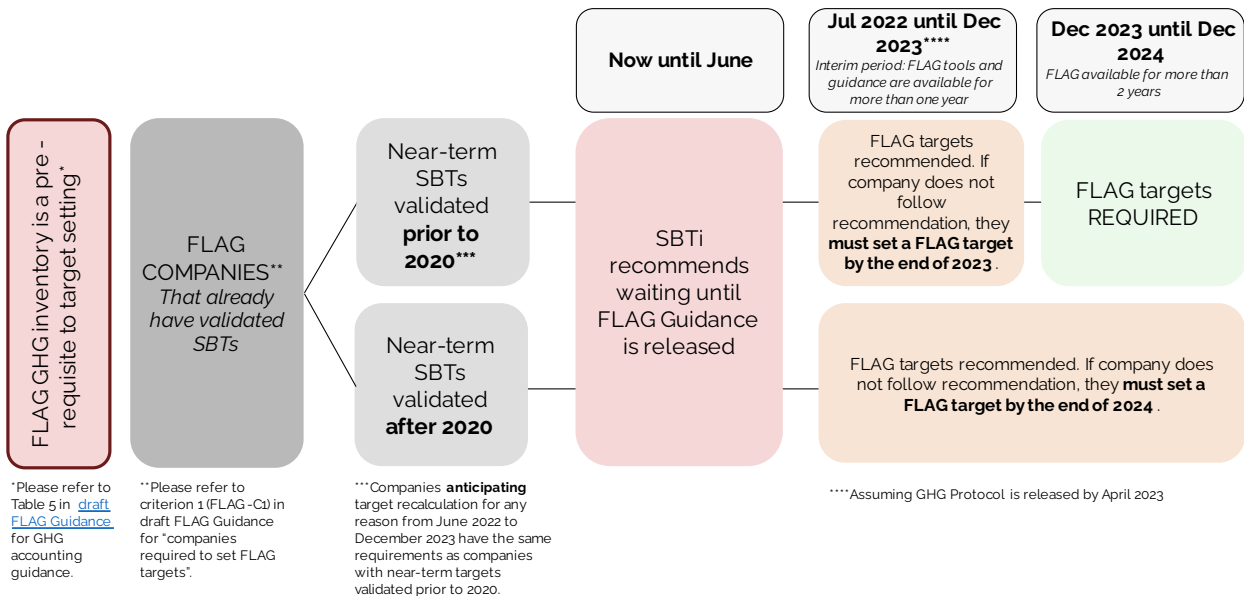 Now until June
Jul 2022 until Dec
2023****
Interim period: FLAG tools and
guidance are available for
more than one year
Dec 2023 until Dec
2024
FLAG available for more than
2 years
FLAG GHG inventory is a pre -
requisite to target setting*
FLAG
COMPANIES**
That already
have validated
SBTs
Near-term
SBTs
validated
prior to
2020***
Near-term
SBTs
validated
after 2020
SBTi
recommends
waiting until
FLAG Guidance
is released
FLAG targets
recommended. If
company does not
follow
recommendation, they
must set a FLAG target
by the end of 2023 .
FLAG targets
REQUIRED
FLAG targets recommended. If company does
not follow recommendation, they must set a
FLAG target by the end of 2024 .
*Please refer to
Table 5 in draft
FLAG Guidance
for GHG
accounting
guidance.
**Please refer to
criterion 1 (FLAG -C1) in
draft FLAG Guidance
for "companies
required to set FLAG
targets".
***Companies anticipating
target recalculation for any
reason from June 2022 to
December 2023 have the same
requirements as companies
with near-term targets
validated prior to 2020.
****Assuming GHG Protocol is released by April 2023